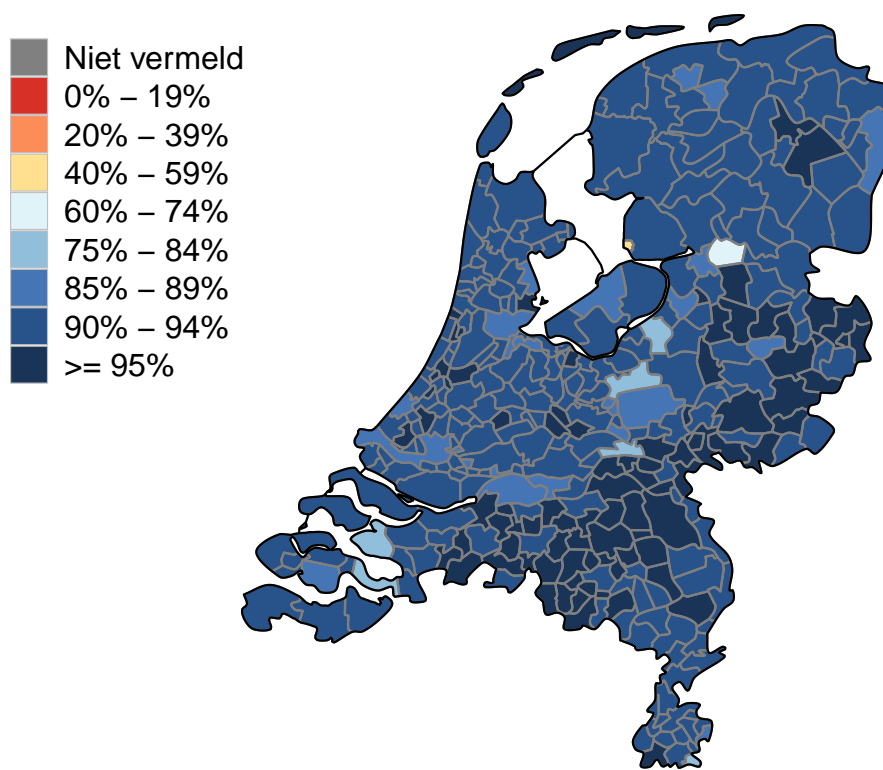 Niet vermeld
0% – 19%
20% – 39%
40% – 59%
60% – 74%
75% – 84%
85% – 89%
90% – 94%
>= 95%